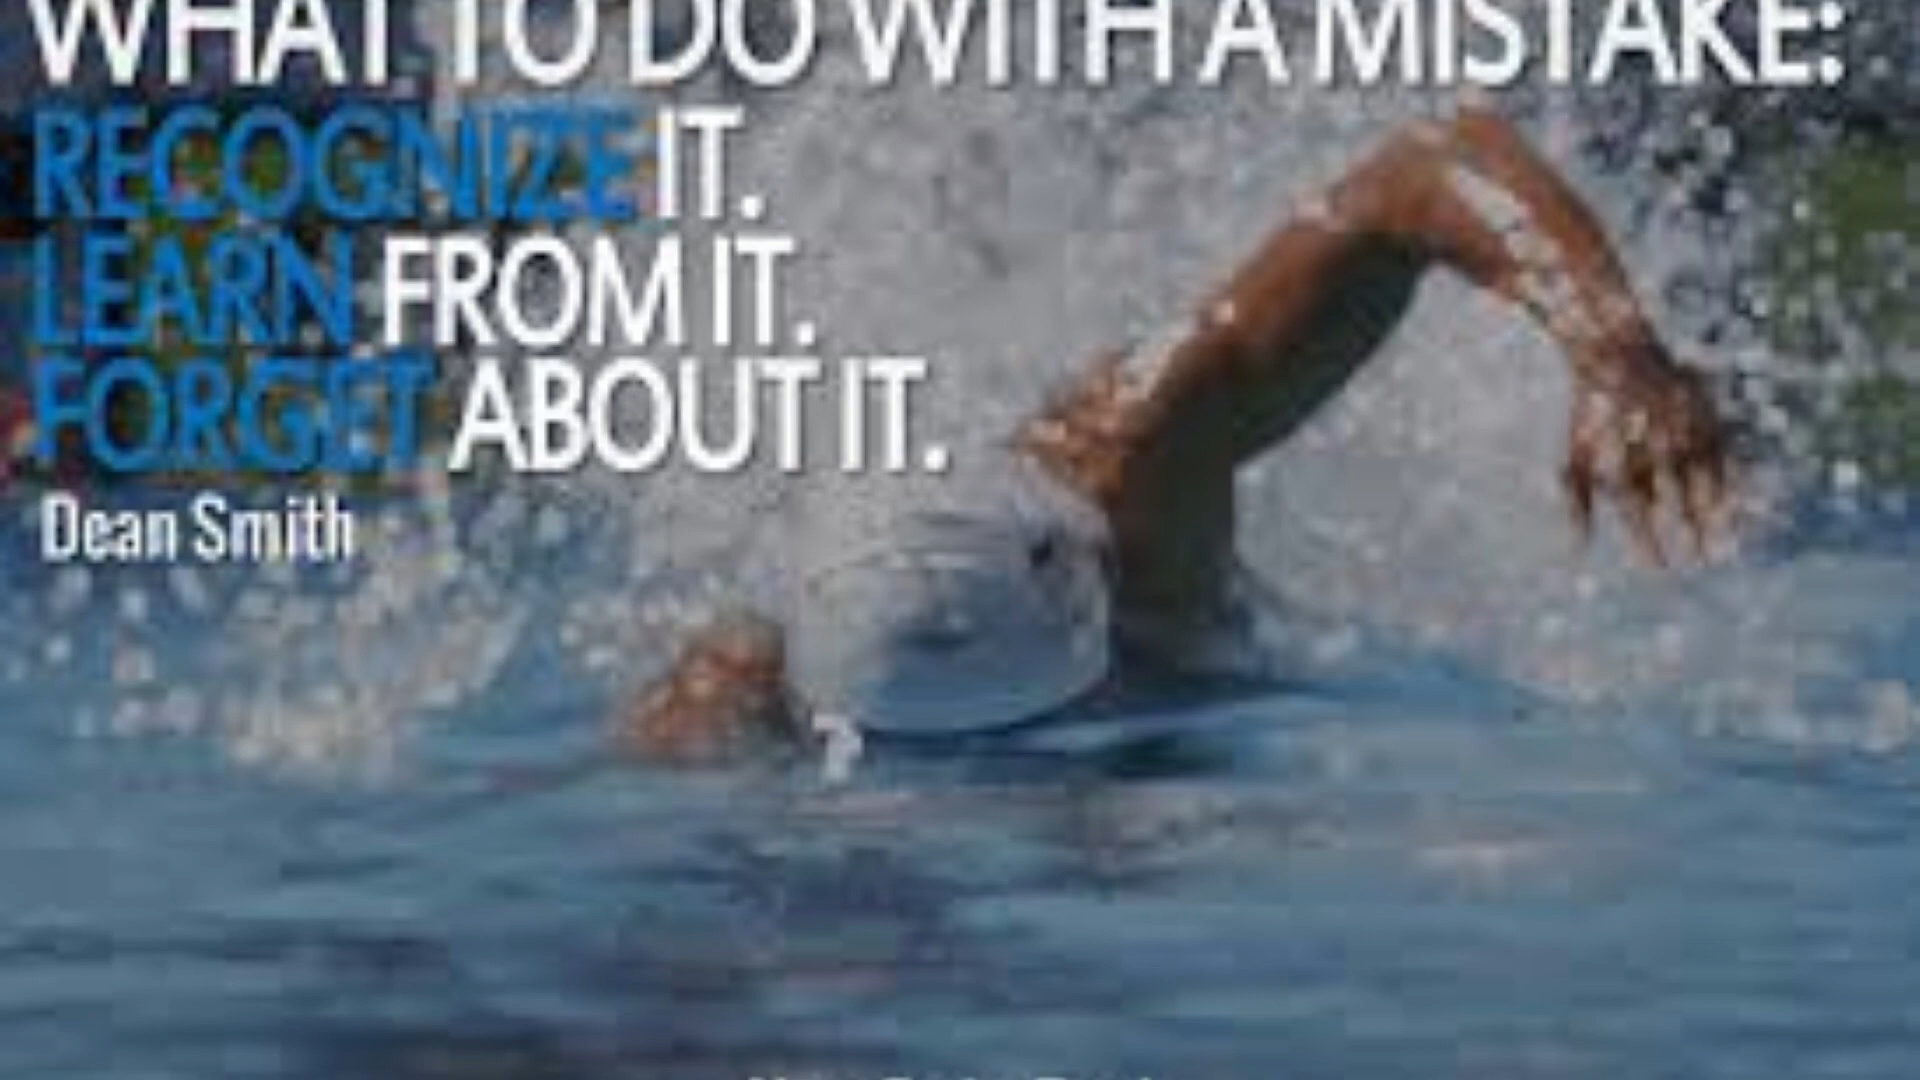 WHAT TO DO WITH A MISTAKE:
RECOGNIZE IT.
LEARN FROM IT.
FORGET ABOUT IT.
Dean Smith